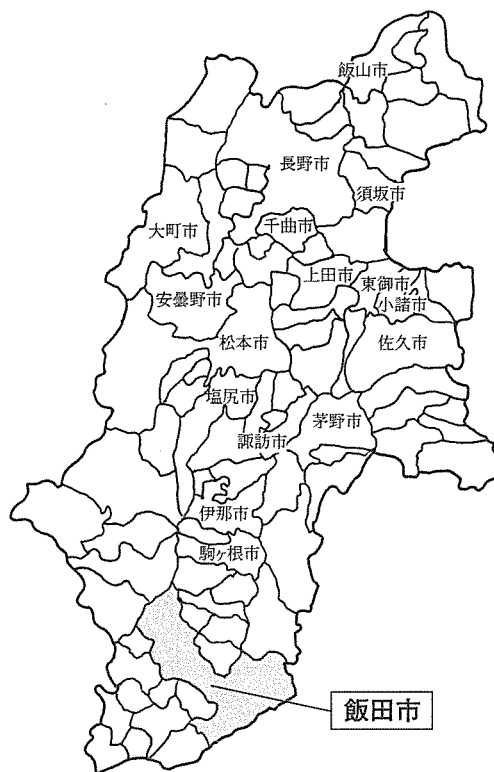 飯山市
長野市
須坂市
大町市
千曲市
上田市
東御市
小諸市
安曇野市
松本市
佐久市
塩尻市
茅野市
諏訪市
伊那市
駒ヶ根市
飯田市